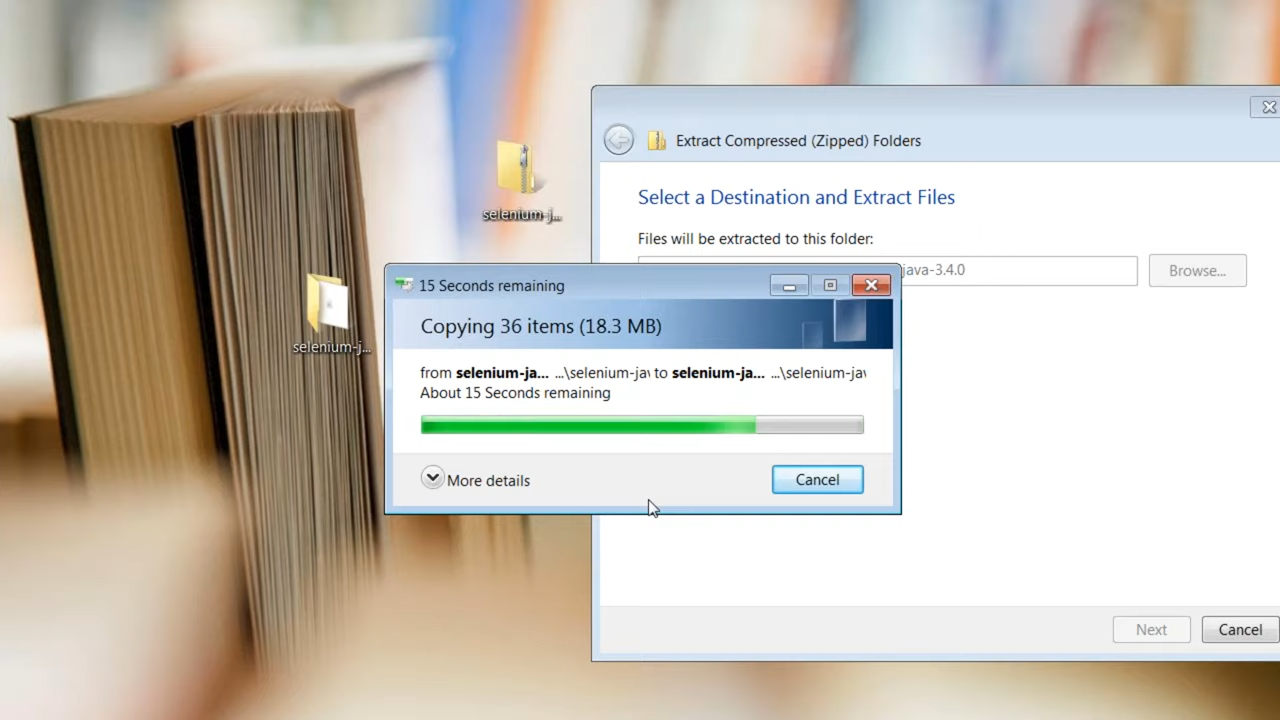 Extract Compressed (Zipped) Folders
selenium-j...
Select a Destination and Extract Files
Files will be extracted to this folder:
java-3.4.0
Browse...
selenium-j...
15 Seconds remaining
Copying 36 items (18.3 MB)
from selenium-ja... ...\selenium-jav to selenium-ja... ...\selenium-jav
About 15 Seconds remaining
More details
Cancel
Next
Cancel